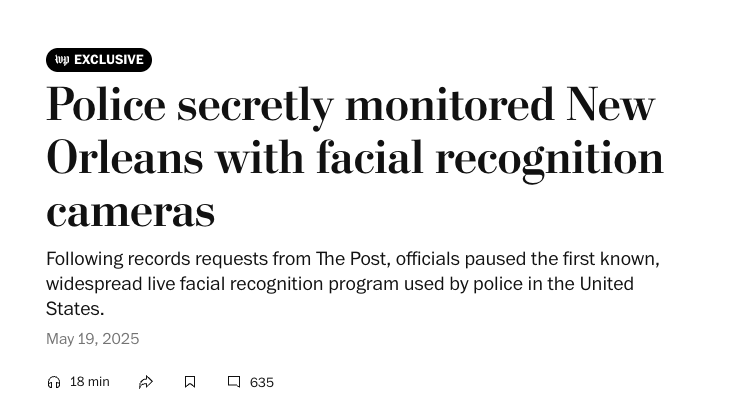 wp EXCLUSIVE
Police secretly monitored New
Orleans with facial recognition
cameras
Following records requests from The Post, officials paused the first known,
widespread live facial recognition program used by police in the United
States.
May 19, 2025
18 min 635